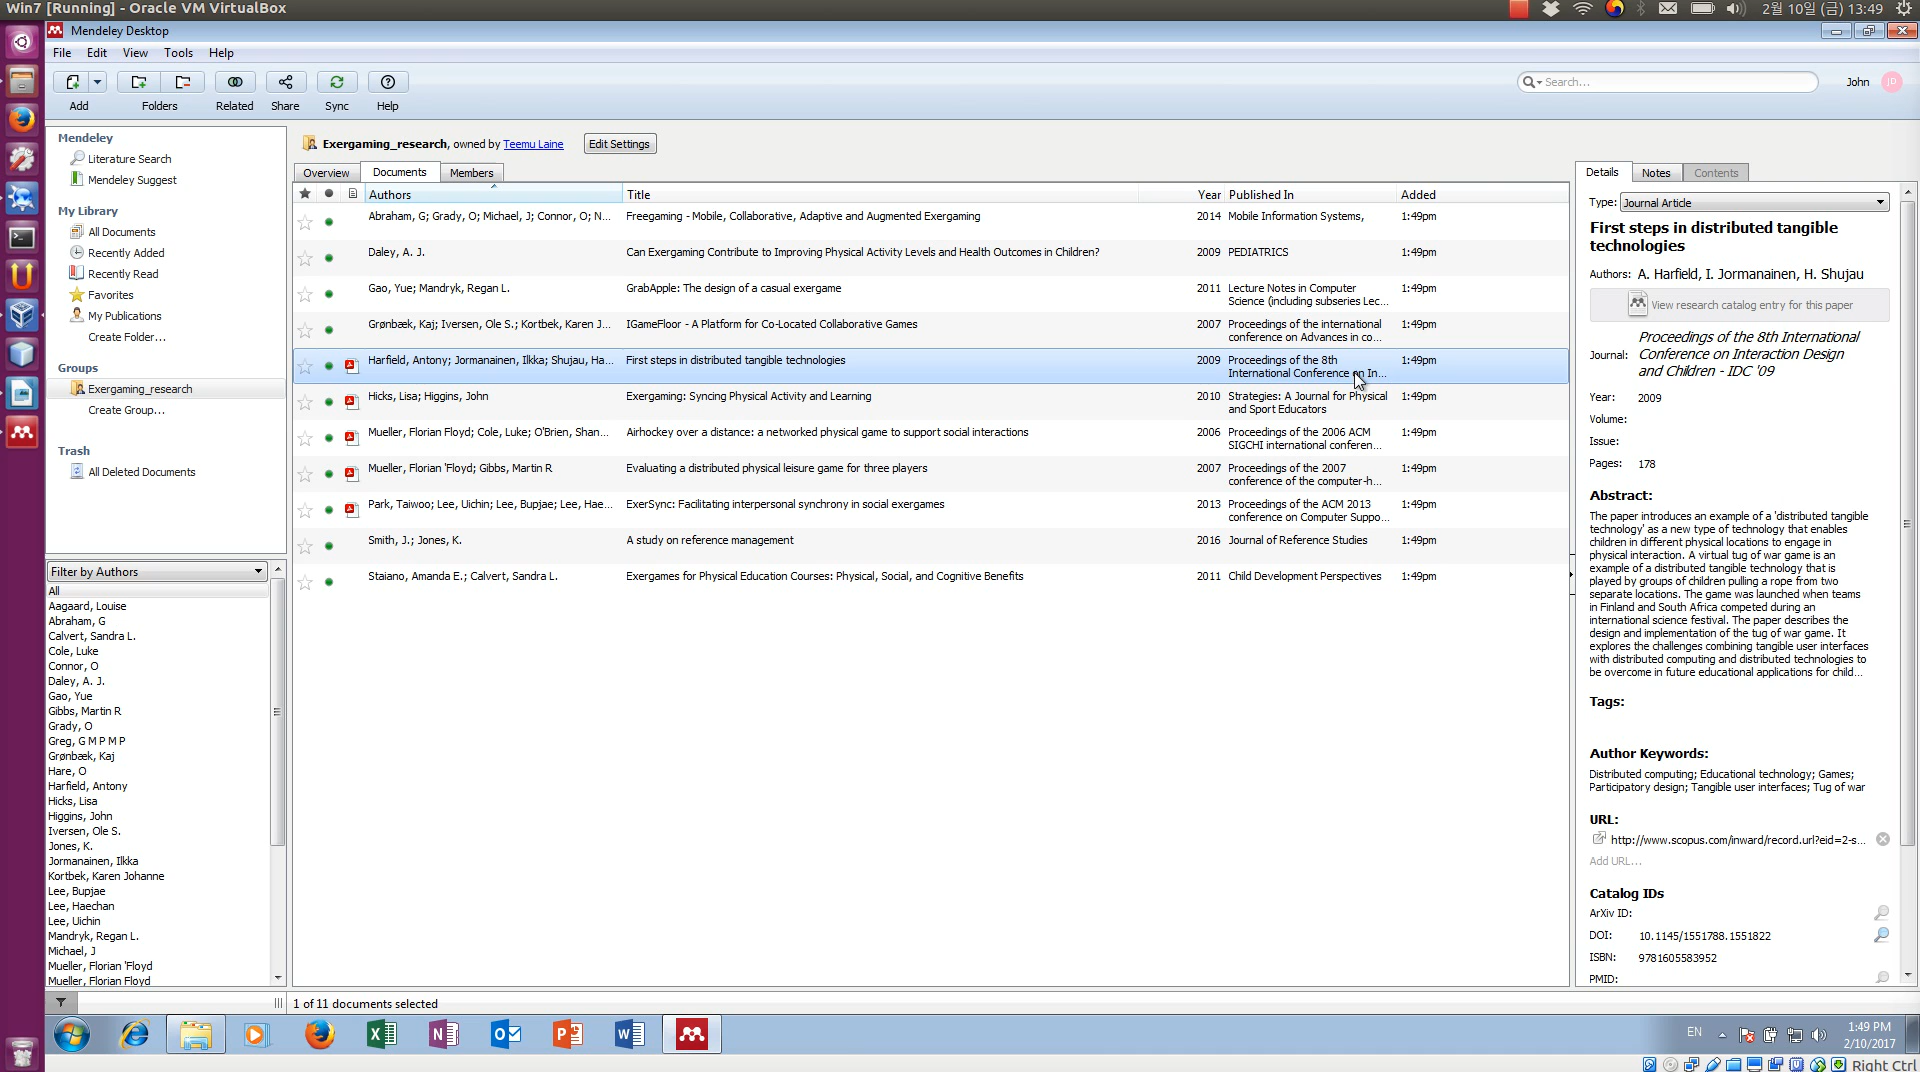 Win7 [Running] - Oracle VM VirtualBox
2월 10일 (금) 13:49
Mendeley Desktop
File Edit View Tools Help
Add Folders Related Share Sync Help
Search...
John JD
Mendeley
Literature Search
Mendeley Suggest
My Library
All Documents
Recently Added
Recently Read
Favorites
My Publications
Create Folder...
Groups
Exergaming_research
Create Group...
Trash
All Deleted Documents
Filter by Authors
All
Aagaard, Louise
Abraham, G
Calvert, Sandra L.
Cole, Luke
Connor, O
Daley, A. J.
Gao, Yue
Gibbs, Martin R
Grady, O
Greg, G M P M P
Grønbæk, Kaj
Hare, O
Harfield, Antony
Hicks, Lisa
Higgins, John
Iversen, Ole S.
Jones, K.
Jormanainen, Ilkka
Kortbek, Karen Johanne
Lee, Bupjae
Lee, Haechan
Lee, Uichin
Mandryk, Regan L.
Michael, J
Mueller, Florian 'Floyd
Mueller, Florian Floyd
Exergaming_research, owned by Teemu Laine Edit Settings
Overview Documents Members
Authors Title Year Published In Added
Abraham, G; Grady, O; Michael, J; Connor, O; N... Freegaming - Mobile, Collaborative, Adaptive and Augmented Exergaming 2014 Mobile Information Systems, 1:49pm
Daley, A. J. Can Exergaming Contribute to Improving Physical Activity Levels and Health Outcomes in Children? 2009 PEDIATRICS 1:49pm
Gao, Yue; Mandryk, Regan L. GrabApple: The design of a casual exergame 2011 Lecture Notes in Computer 1:49pm
Science (including subseries Lec...
Grønbæk, Kaj; Iversen, Ole S.; Kortbek, Karen J... IGameFloor - A Platform for Co-Located Collaborative Games 2007 Proceedings of the international 1:49pm
conference on Advances in co...
Harfield, Antony; Jormanainen, Ilkka; Shujau, Ha... First steps in distributed tangible technologies 2009 Proceedings of the 8th 1:49pm
International Conference on In...
Hicks, Lisa; Higgins, John Exergaming: Syncing Physical Activity and Learning 2010 Strategies: A Journal for Physical 1:49pm
and Sport Educators
Mueller, Florian Floyd; Cole, Luke; O'Brien, Shan... Airhockey over a distance: a networked physical game to support social interactions 2006 Proceedings of the 2006 ACM 1:49pm
SIGCHI international conferen...
Mueller, Florian 'Floyd; Gibbs, Martin R Evaluating a distributed physical leisure game for three players 2007 Proceedings of the 2007 1:49pm
conference of the computer-h...
Park, Taiwoo; Lee, Uichin; Lee, Bupjae; Lee, Hae... ExerSync: Facilitating interpersonal synchrony in social exergames 2013 Proceedings of the ACM 2013 1:49pm
conference on Computer Suppo...
Smith, J.; Jones, K. A study on reference management 2016 Journal of Reference Studies 1:49pm
Staiano, Amanda E.; Calvert, Sandra L. Exergames for Physical Education Courses: Physical, Social, and Cognitive Benefits 2011 Child Development Perspectives 1:49pm
1 of 11 documents selected
Details Notes Contents
Type: Journal Article
First steps in distributed tangible
technologies
Authors: A. Harfield, I. Jormanainen, H. Shujau
View research catalog entry for this paper
Proceedings of the 8th International
Journal: Conference on Interaction Design
and Children - IDC '09
Year: 2009
Volume:
Issue:
Pages: 178
Abstract:
The paper introduces an example of a 'distributed tangible
technology' as a new type of technology that enables
children in different physical locations to engage in
physical interaction. A virtual tug of war game is an
example of a distributed tangible technology that is
played by groups of children pulling a rope from two
separate locations. The game was launched when teams
in Finland and South Africa competed during an
international science festival. The paper describes the
design and implementation of the tug of war game. It
explores the challenges combining tangible user interfaces
with distributed computing and distributed technologies to
be overcome in future educational applications for child...
Tags:
Author Keywords:
Distributed computing; Educational technology; Games;
Participatory design; Tangible user interfaces; Tug of war
URL:
http://www.scopus.com/inward/record.url?eid=2-s...
Add URL...
Catalog IDs
ArXiv ID:
DOI: 10.1145/1551788.1551822
ISBN: 9781605583952
PMID:
EN 1:49 PM
2/10/2017
Right Ctrl